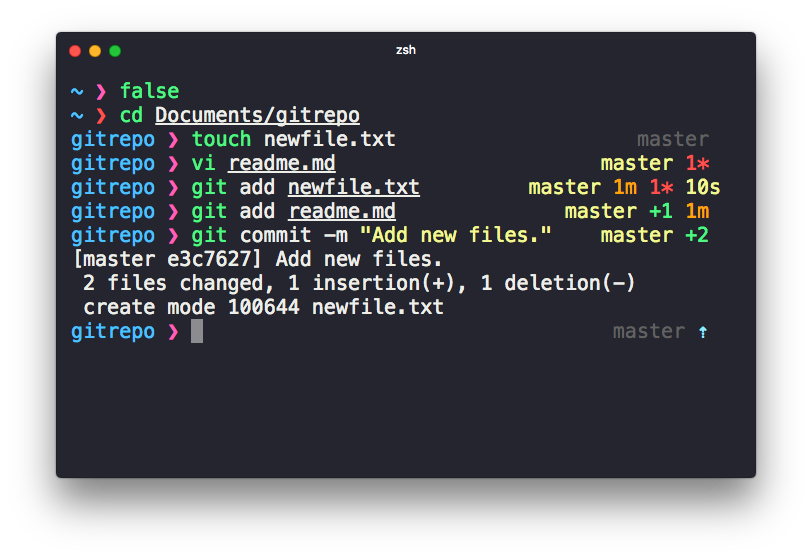 zsh
~ ❯ false
~ ❯ cd Documents/gitrepo
gitrepo ❯ touch newfile.txt master
gitrepo ❯ vi readme.md master 1*
gitrepo ❯ git add newfile.txt master 1m 1* 10s
gitrepo ❯ git add readme.md master +1 1m
gitrepo ❯ git commit -m "Add new files." master +2
[master e3c7627] Add new files.
2 files changed, 1 insertion(+), 1 deletion(-)
create mode 100644 newfile.txt
gitrepo ❯ master ⇡